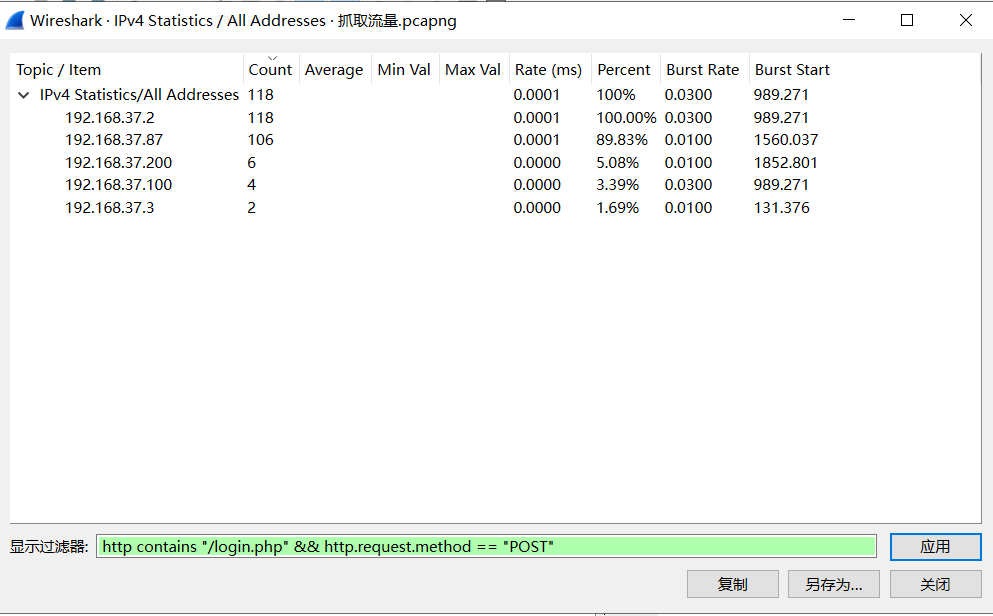 Wireshark · IPv4 Statistics / All Addresses · 抓取流量.pcapng
Topic / Item Count Average Min Val Max Val Rate (ms) Percent Burst Rate Burst Start
IPv4 Statistics/All Addresses 118 0.0001 100% 0.0300 989.271
192.168.37.2 118 0.0001 100.00% 0.0300 989.271
192.168.37.87 106 0.0001 89.83% 0.0100 1560.037
192.168.37.200 6 0.0000 5.08% 0.0100 1852.801
192.168.37.100 4 0.0000 3.39% 0.0300 989.271
192.168.37.3 2 0.0000 1.69% 0.0100 131.376
显示过滤器: http contains "/login.php" && http.request.method == "POST" 应用
复制 另存为… 关闭